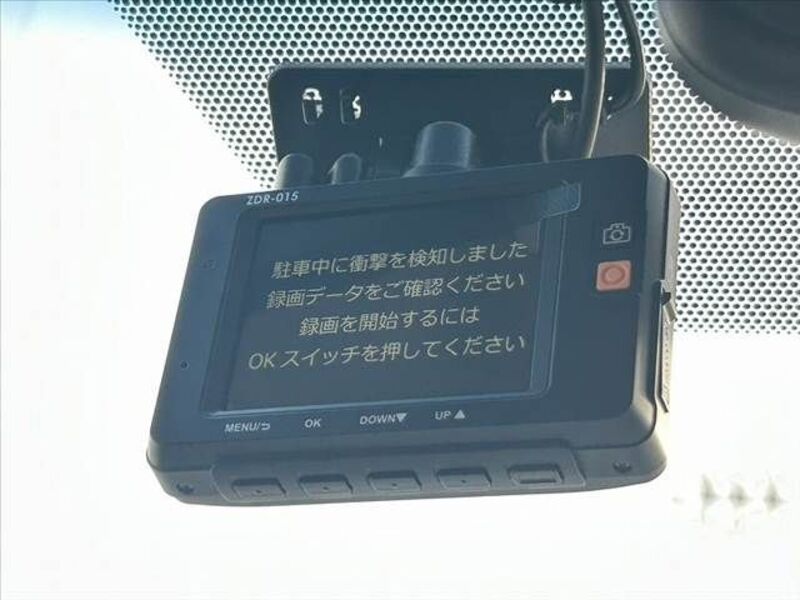 ZDR-015
駐車中に衝撃を検知しました
録画データをご確認ください
録画を開始するには
OKスイッチを押してください
MENU/⮌ OK DOWN▼ UP▲